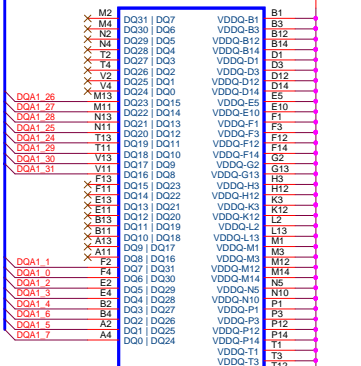 M2 DQ31 | DQ7 VDDQ-B1 B1
M4 DQ30 | DQ6 VDDQ-B3 B3
N2 DQ29 | DQ5 VDDQ-B12 B12
N4 DQ28 | DQ4 VDDQ-B14 B14
T2 DQ27 | DQ3 VDDQ-D1 D1
T4 DQ26 | DQ2 VDDQ-D3 D3
V2 DQ25 | DQ1 VDDQ-D12 D12
V4 DQ24 | DQ0 VDDQ-D14 D14
DQA1_26 M13 DQ23 | DQ15 VDDQ-E5 E5
DQA1_27 M11 DQ22 | DQ14 VDDQ-E10 E10
DQA1_28 N13 DQ21 | DQ13 VDDQ-F1 F1
DQA1_25 N11 DQ20 | DQ12 VDDQ-F3 F3
DQA1_24 T13 DQ19 | DQ11 VDDQ-F12 F12
DQA1_29 T11 DQ18 | DQ10 VDDQ-F14 F14
DQA1_30 V13 DQ17 | DQ9 VDDQ-G2 G2
DQA1_31 V11 DQ16 | DQ8 VDDQ-G13 G13
F13 DQ15 | DQ23 VDDQ-H3 H3
F11 DQ14 | DQ22 VDDQ-H12 H12
E13 DQ13 | DQ21 VDDQ-K3 K3
E11 DQ12 | DQ20 VDDQ-K12 K12
B13 DQ11 | DQ19 VDDQ-L2 L2
B11 DQ10 | DQ18 VDDQ-L13 L13
A13 DQ9 | DQ17 VDDQ-M1 M1
A11 DQ8 | DQ16 VDDQ-M3 M3
DQA1_1 F2 DQ7 | DQ31 VDDQ-M12 M12
DQA1_0 F4 DQ6 | DQ30 VDDQ-M14 M14
DQA1_2 E2 DQ5 | DQ29 VDDQ-N5 N5
DQA1_3 E4 DQ4 | DQ28 VDDQ-N10 N10
DQA1_4 B2 DQ3 | DQ27 VDDQ-P1 P1
DQA1_6 B4 DQ2 | DQ26 VDDQ-P3 P3
DQA1_5 A2 DQ1 | DQ25 VDDQ-P12 P12
DQA1_7 A4 DQ0 | DQ24 VDDQ-P14 P14
VDDQ-T1 T1
VDDQ-T3 T3
T12